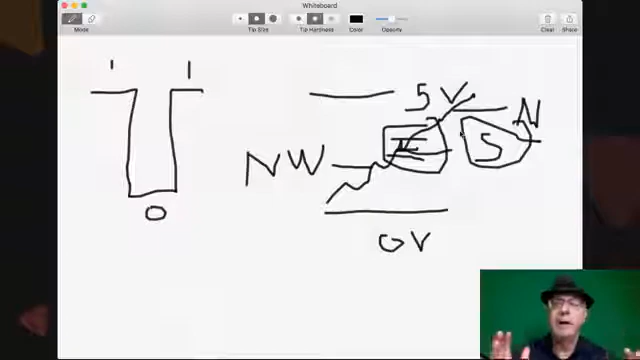 Whiteboard
Mode
Tip Size
Tip Hardness
Color
Opacity
Clear
Share
1 1
5V
N
NW
S
0
0V